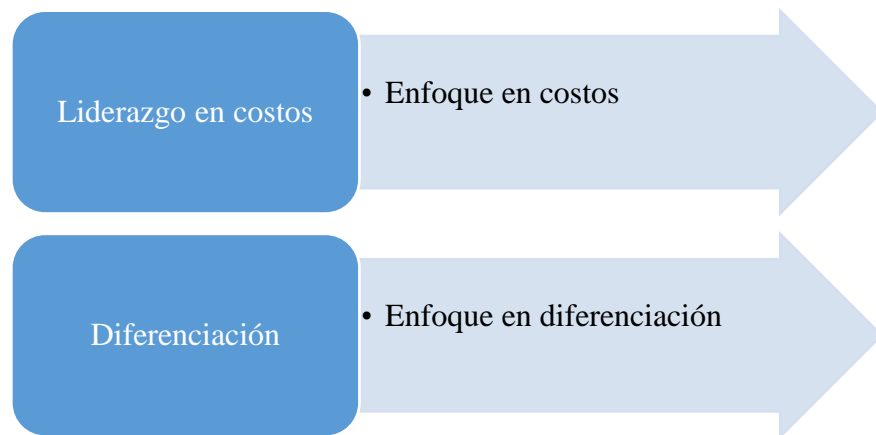 Liderazgo en costos
• Enfoque en costos
Diferenciación
• Enfoque en diferenciación